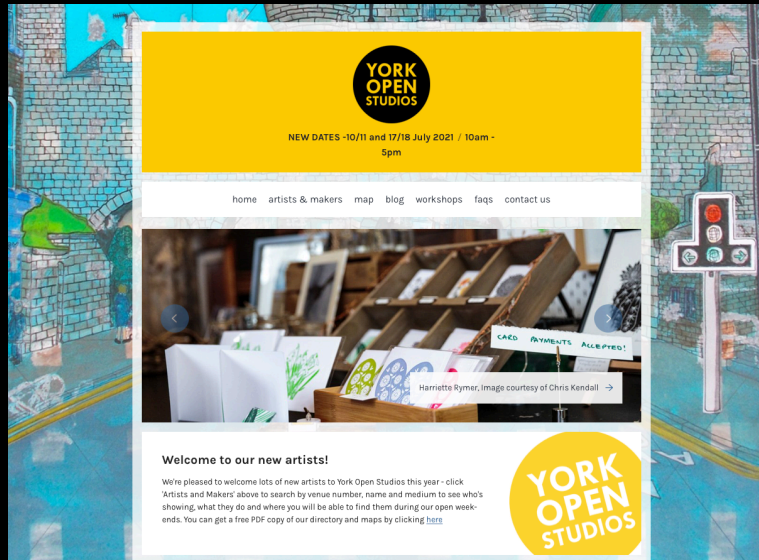 YORK
OPEN
STUDIOS
NEW DATES -10/11 and 17/18 July 2021 / 10am -
5pm
home artists & makers map blog workshops faqs contact us
CARD PAYMENTS ACCEPTED!
Harriette Rymer, Image courtesy of Chris Kendall
Welcome to our new artists!
We're pleased to welcome lots of new artists to York Open Studios this year - click
'Artists and Makers' above to search by venue number, name and medium to see who's
showing, what they do and where you will be able to find them during our open week-
ends. You can get a free PDF copy of our directory and maps by clicking here
YORK
OPEN
STUDIOS